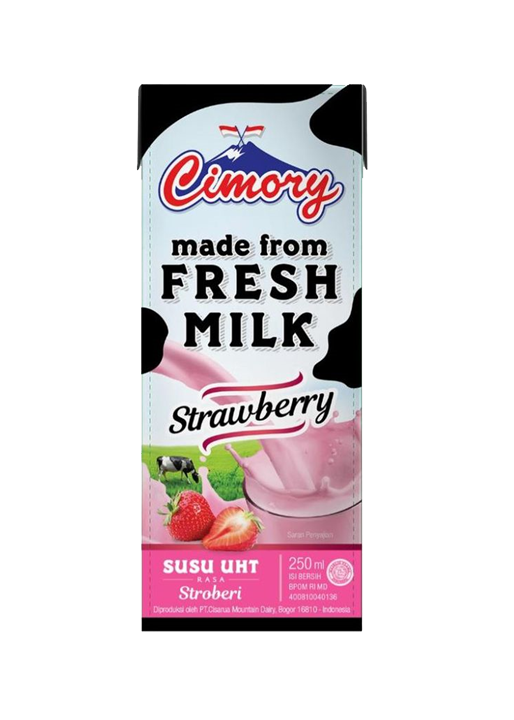 Cimory
made from
FRESH
MILK
Strawberry
Saran Penyajian
SUSU UHT
RASA
Stroberi
250 ml
ISI BERSIH
BPOM RI MD
400810040136
Diproduksi oleh PT.Cisarua Mountain Dairy, Bogor 16810 - Indonesia